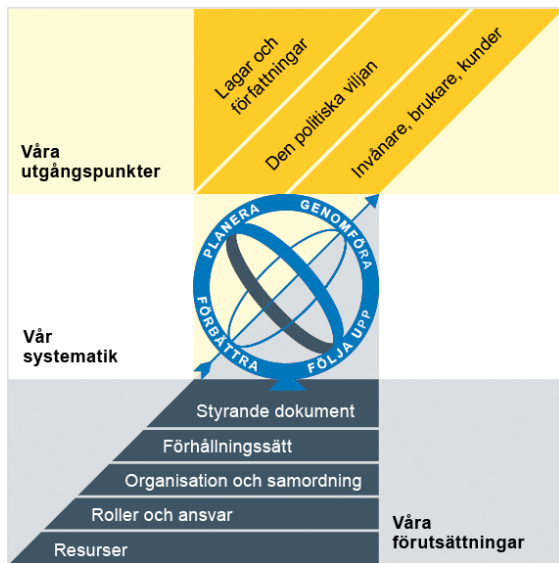 Lagar och
författningar
Den politiska viljan
Invånare, brukare, kunder
Våra
utgångspunkter
PLANERA
GENOMFÖRA
FÖRBÄTTRA
FÖLJA UPP
Vår
systematik
Styrande dokument
Förhållningssätt
Organisation och samordning
Roller och ansvar
Resurser
Våra
förutsättningar